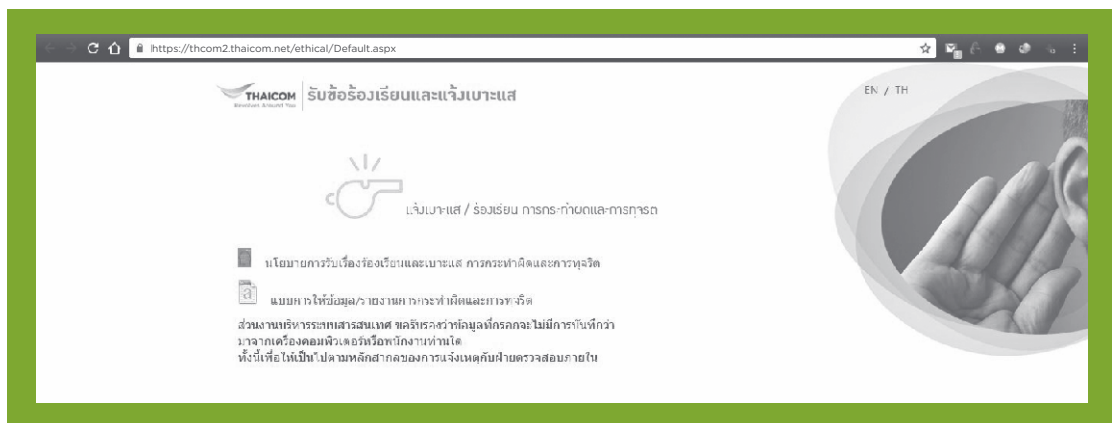 https://thcom2.thaicom.net/ethical/Default.aspx
THAICOM
รับข้อร้องเรียนและแจ้งเบาะแส
EN / TH
แจ้งเบาะแส / ร้องเรียน การกระทำผิดและการทุจริต
นโยบายการรับเรื่องร้องเรียนและเบาะแส การกระทำผิดและการทุจริต
แบบการให้ข้อมูล/รายงานการกระทำผิดและการทุจริต
ส่วนงานบริหารระบบสารสนเทศ ขอรับรองว่าข้อมูลที่กรอกจะไม่มีการบันทึกว่า
มาจากเครื่องคอมพิวเตอร์หรือพนักงานท่านใด
ทั้งนี้เพื่อให้เป็นไปตามหลักสากลของการแจ้งเหตุกับฝ่ายตรวจสอบภายใน